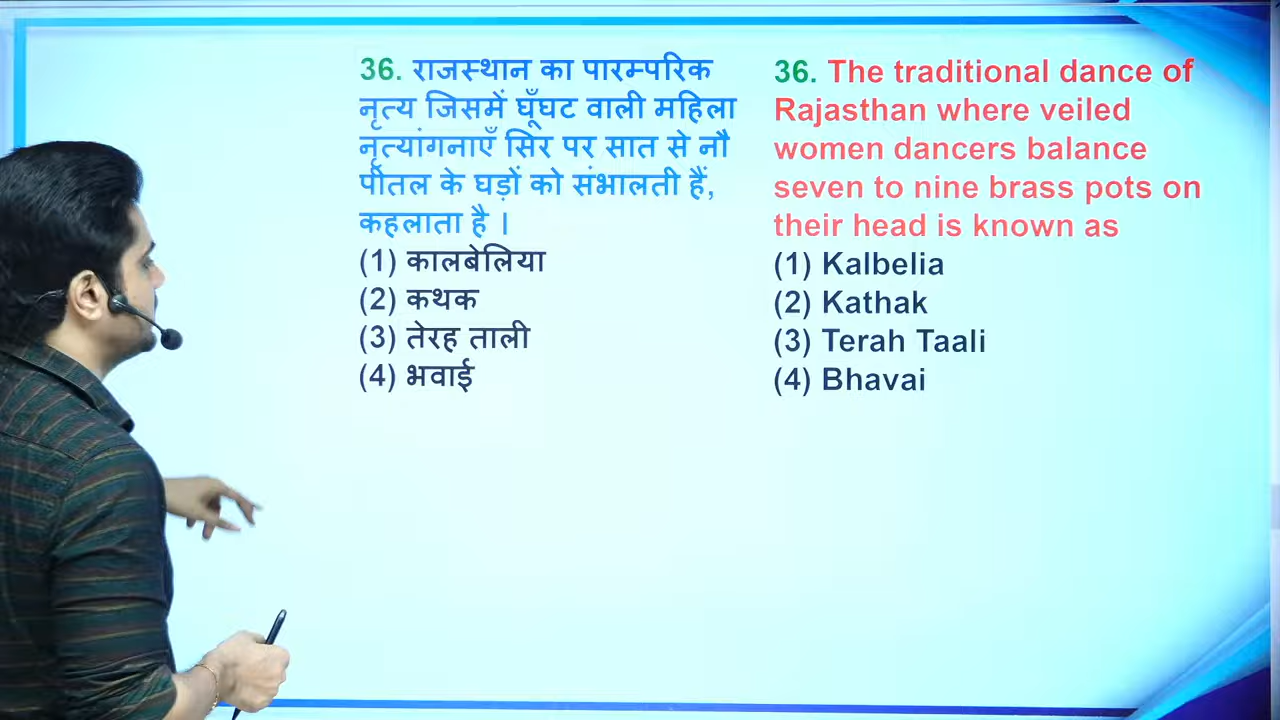 36. राजस्थान का पारम्परिक
नृत्य जिसमें घूँघट वाली महिला
नृत्यांगनाएँ सिर पर सात से नौ
पीतल के घड़ों को संभालती हैं,
कहलाता है ।
(1) कालबेलिया
(2) कथक
(3) तेरह ताली
(4) भवाई
36. The traditional dance of
Rajasthan where veiled
women dancers balance
seven to nine brass pots on
their head is known as
(1) Kalbelia
(2) Kathak
(3) Terah Taali
(4) Bhavai